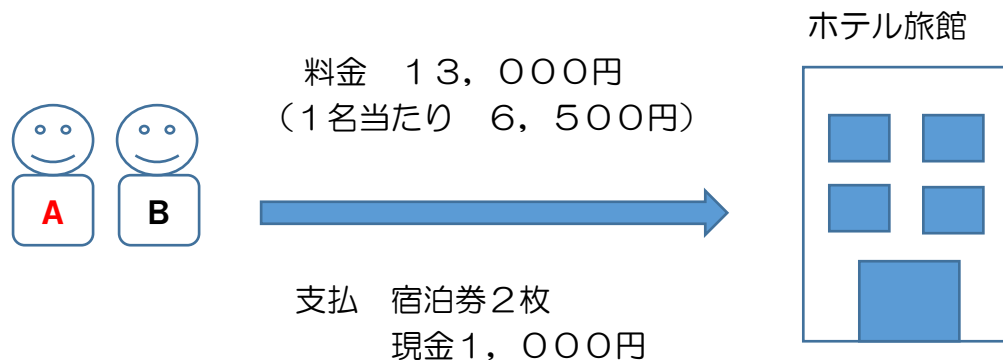 ホテル旅館
料金　１３，０００円
（１名当たり　６，５００円）
A B
支払　宿泊券２枚
現金１，０００円